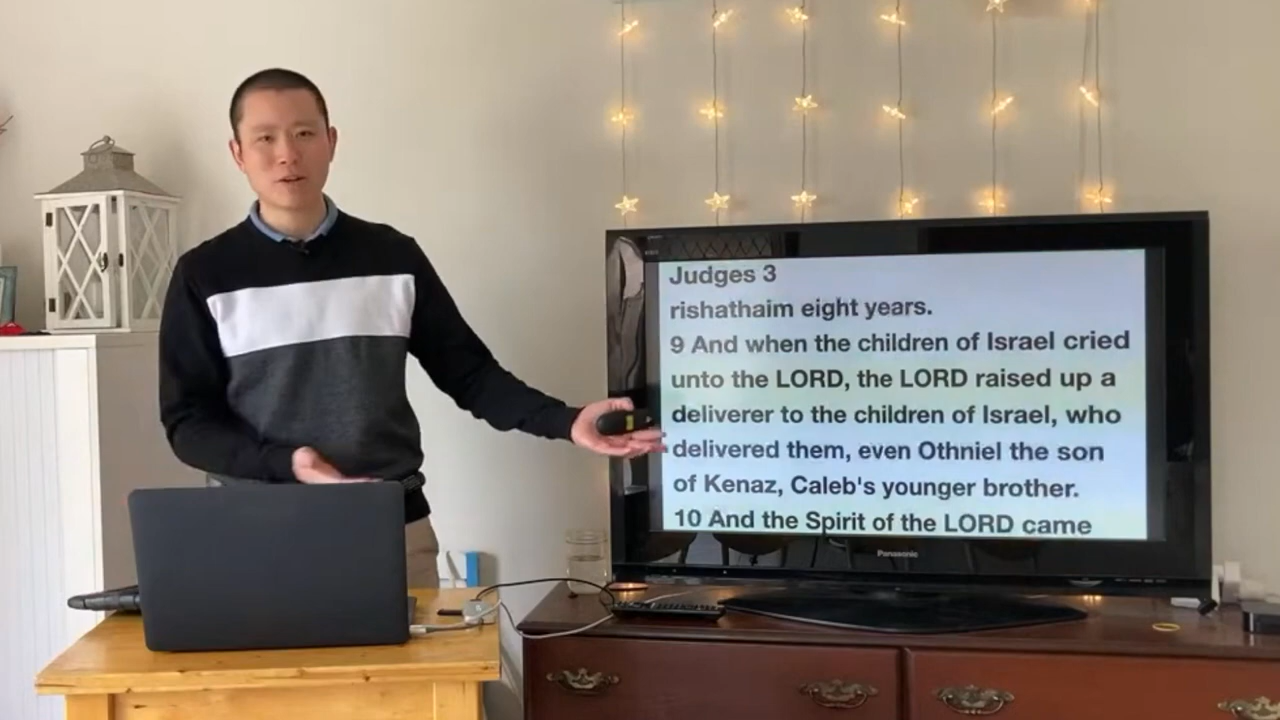 Judges 3
rishathaim eight years.
9 And when the children of Israel cried
unto the LORD, the LORD raised up a
deliverer to the children of Israel, who
delivered them, even Othniel the son
of Kenaz, Caleb's younger brother.
10 And the Spirit of the LORD came
Panasonic